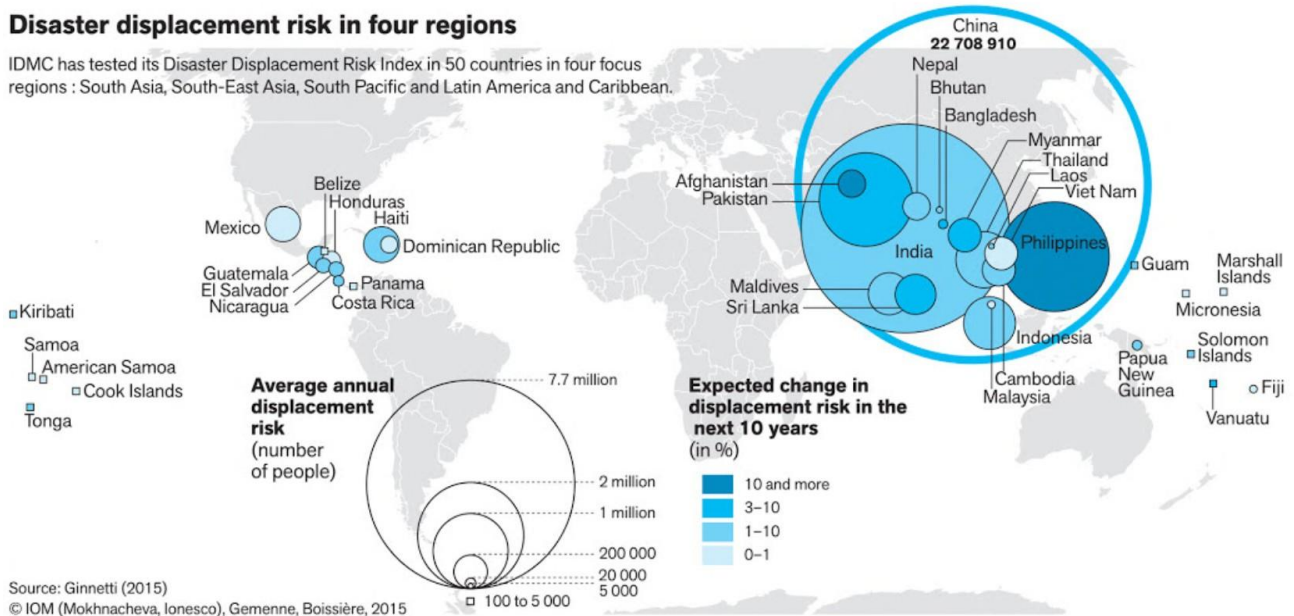 Disaster displacement risk in four regions
IDMC has tested its Disaster Displacement Risk Index in 50 countries in four focus
regions : South Asia, South-East Asia, South Pacific and Latin America and Caribbean.
China
22 708 910
Nepal
Bhutan
Bangladesh
Myanmar
Thailand
Laos
Viet Nam
Afghanistan
Pakistan
India
Philippines
Maldives
Sri Lanka
Indonesia
Cambodia
Malaysia
Belize
Honduras
Haiti
Mexico
Dominican Republic
Guatemala
El Salvador
Nicaragua
Panama
Costa Rica
Guam
Marshall
Islands
Micronesia
Solomon
Islands
Papua
New
Guinea
Fiji
Vanuatu
Kiribati
Samoa
American Samoa
Cook Islands
Tonga
Average annual
displacement
risk
(number
of people)
7.7 million
2 million
1 million
200 000
20 000
5 000
100 to 5 000
Expected change in
displacement risk in the
next 10 years
(in %)
10 and more
3–10
1–10
0–1
Source: Ginnetti (2015)
© IOM (Mokhnacheva, Ionesco), Gemenne, Boissière, 2015